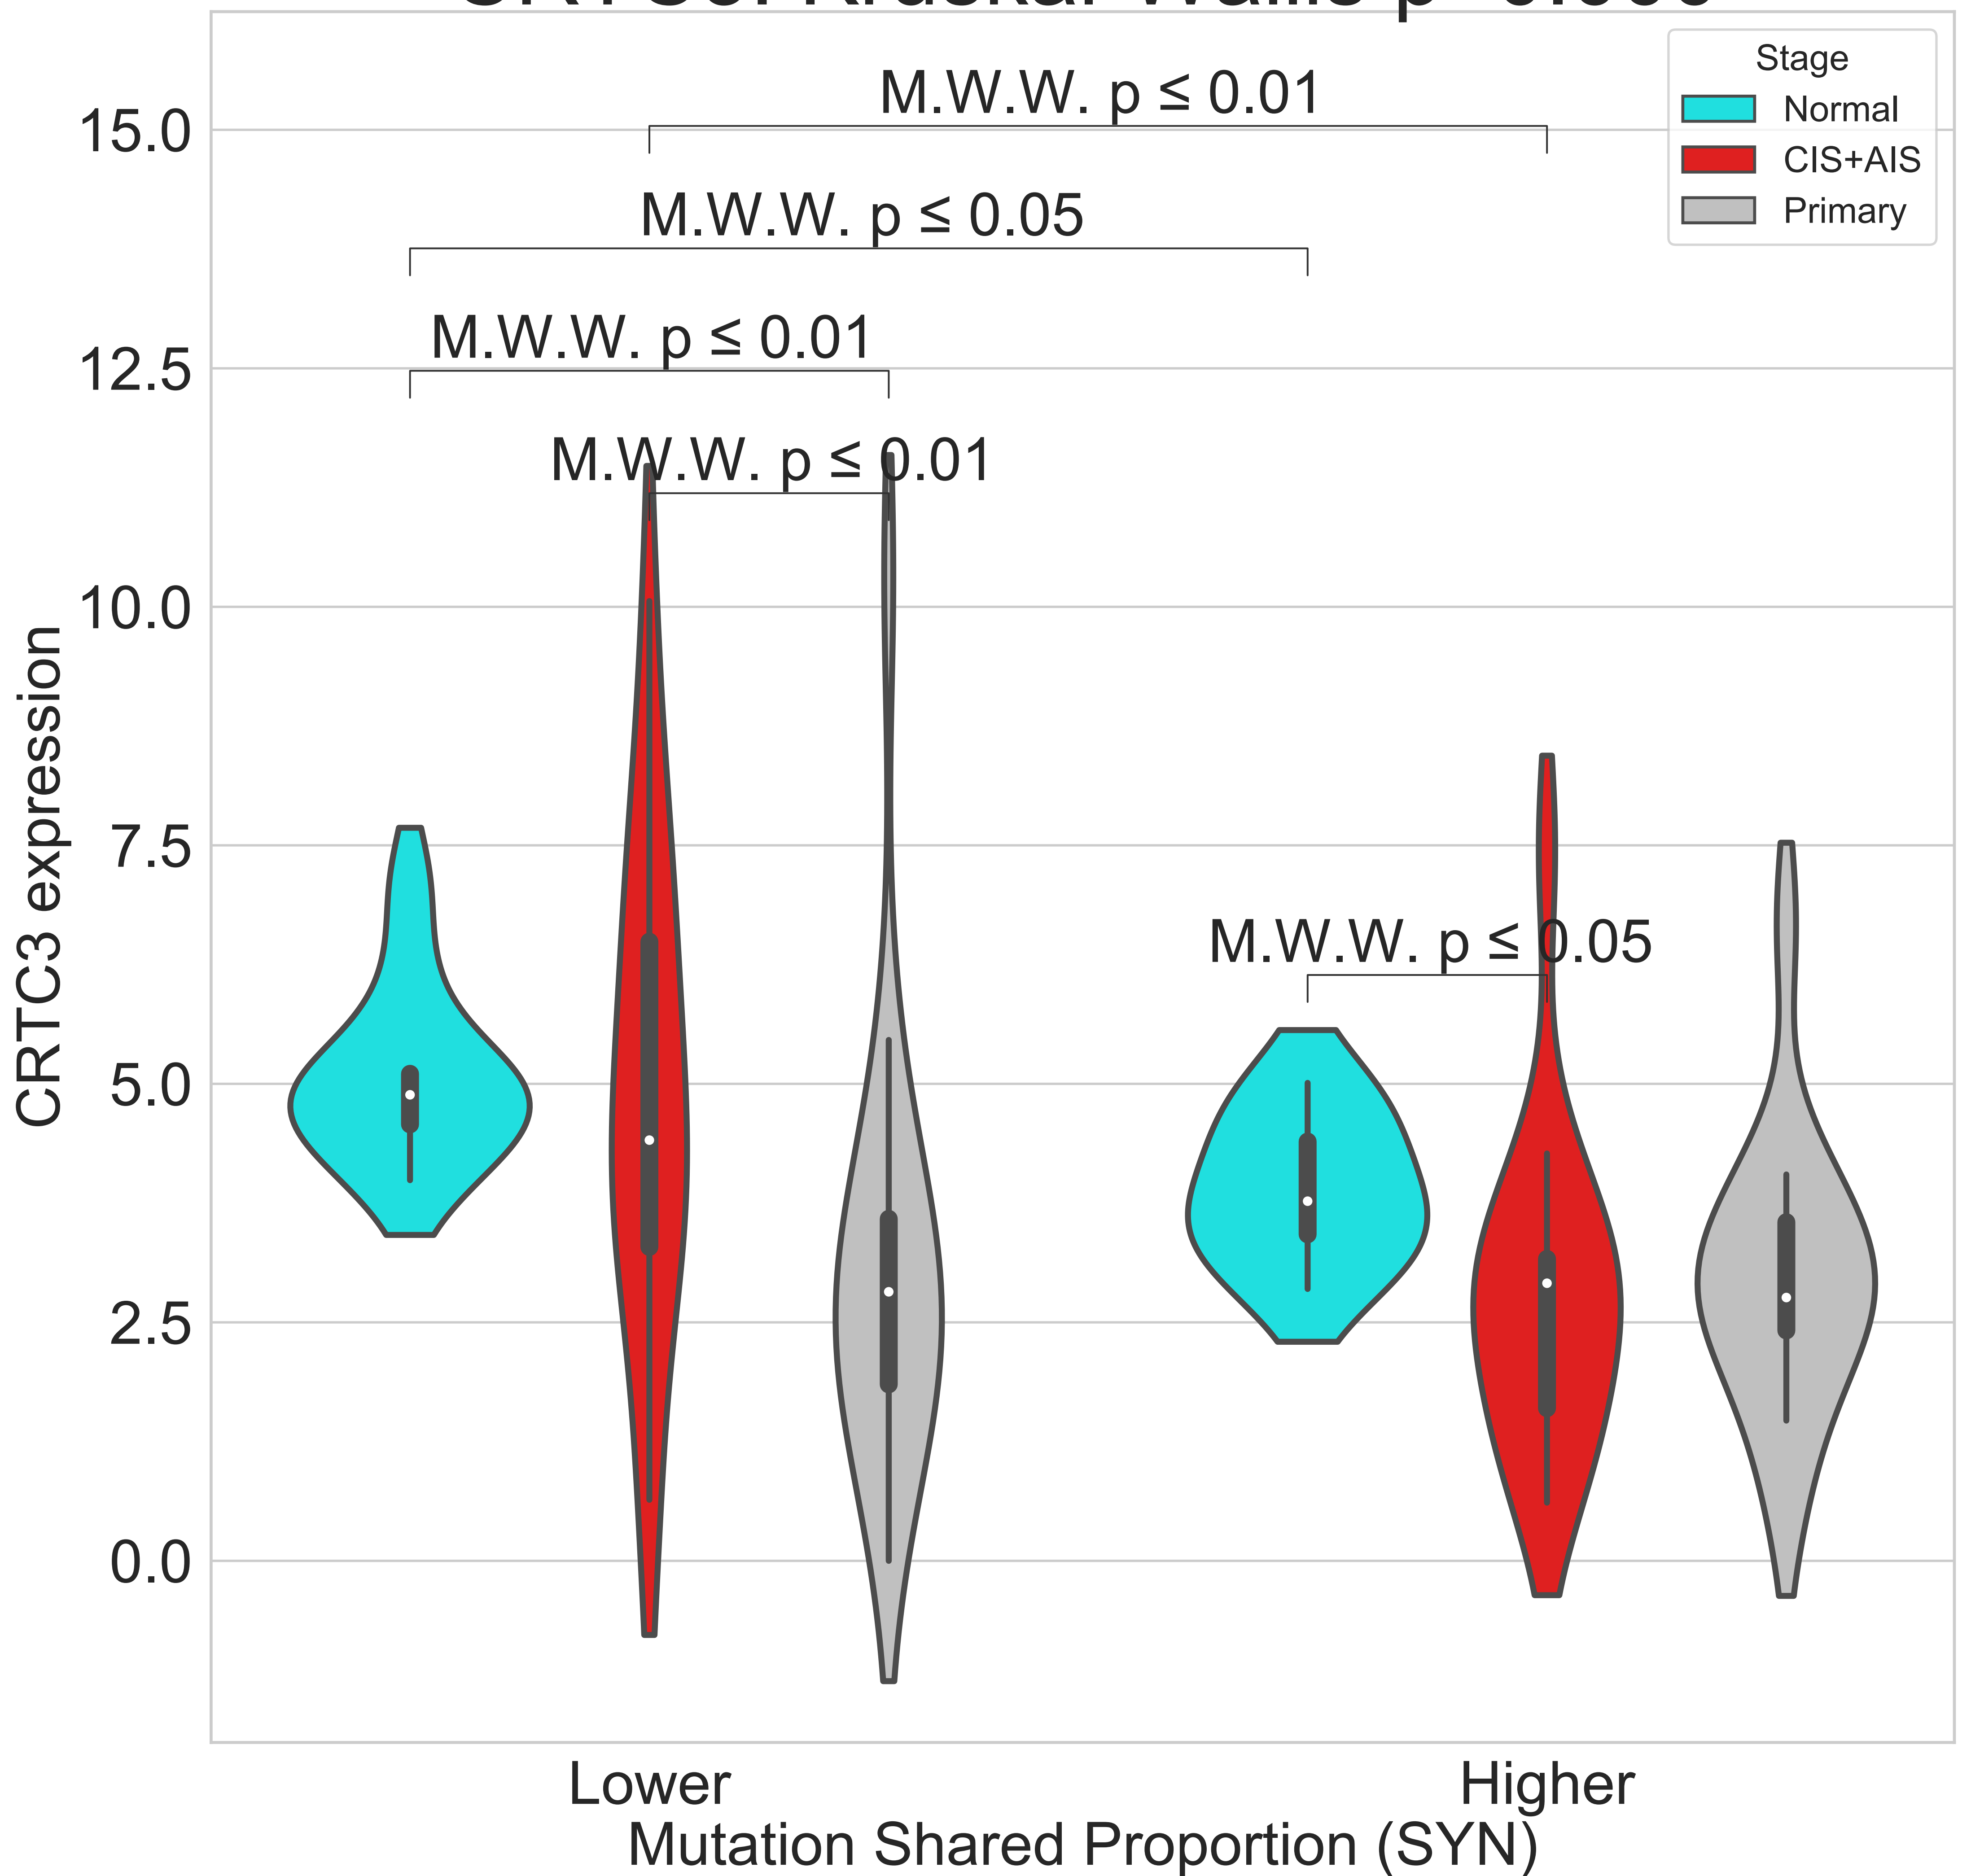 Stage
Normal
CIS+AIS
Primary
M.W.W. p ≤ 0.01
M.W.W. p ≤ 0.05
M.W.W. p ≤ 0.01
M.W.W. p ≤ 0.01
M.W.W. p ≤ 0.05
15.0
12.5
10.0
7.5
5.0
2.5
0.0
CRTC3 expression
Lower
Higher
Mutation Shared Proportion (SYN)